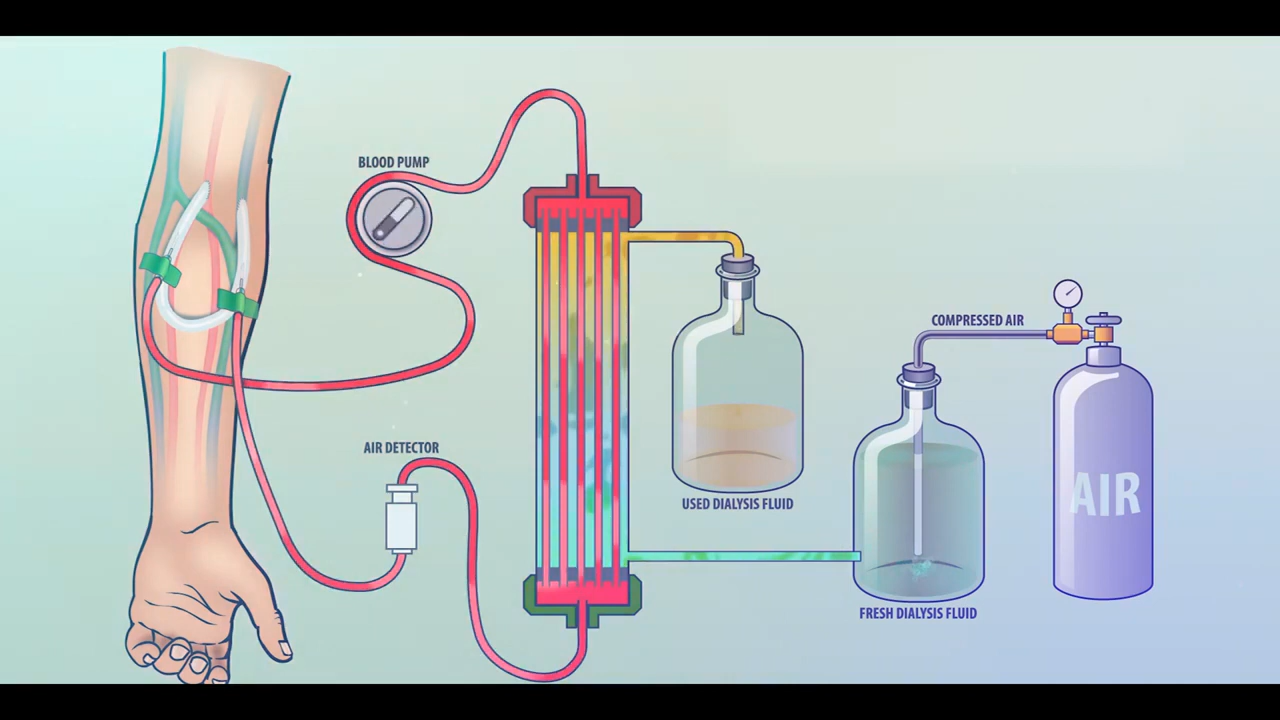 BLOOD PUMP
COMPRESSED AIR
AIR DETECTOR
AIR
USED DIALYSIS FLUID
FRESH DIALYSIS FLUID